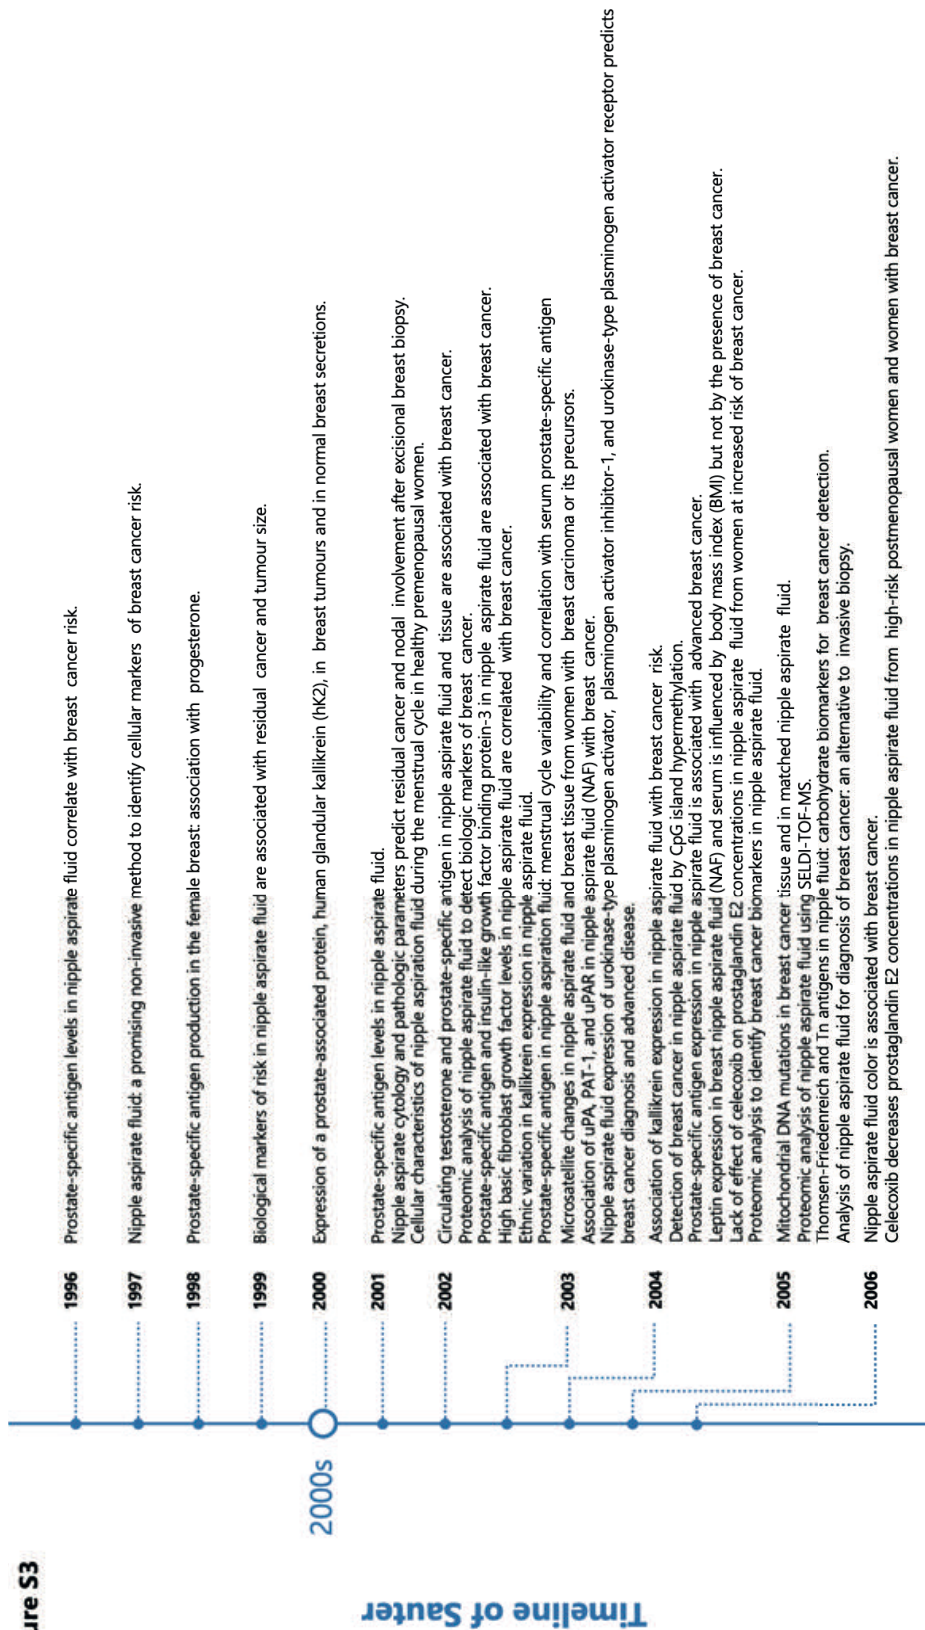 ure S3
Timeline of Sauter
2000s
1996 Prostate-specific antigen levels in nipple aspirate fluid correlate with breast cancer risk.
1997 Nipple aspirate fluid: a promising non-invasive method to identify cellular markers of breast cancer risk.
1998 Prostate-specific antigen production in the female breast: association with progesterone.
1999 Biological markers of risk in nipple aspirate fluid are associated with residual cancer and tumour size.
2000 Expression of a prostate-associated protein, human glandular kallikrein (hK2), in breast tumours and in normal breast secretions.
2001 Prostate-specific antigen levels in nipple aspirate fluid.
Nipple aspirate cytology and pathologic parameters predict residual cancer and nodal involvement after excisional breast biopsy.
Cellular characteristics of nipple aspiration fluid during the menstrual cycle in healthy premenopausal women.
2002 Circulating testosterone and prostate-specific antigen in nipple aspirate fluid and tissue are associated with breast cancer.
Proteomic analysis of nipple aspirate fluid to detect biologic markers of breast cancer.
Prostate-specific antigen and insulin-like growth factor binding protein-3 in nipple aspirate fluid are associated with breast cancer.
High basic fibroblast growth factor levels in nipple aspirate fluid are correlated with breast cancer.
Ethnic variation in kallikrein expression in nipple aspirate fluid.
Prostate-specific antigen in nipple aspiration fluid: menstrual cycle variability and correlation with serum prostate-specific antigen
2003 Microsatellite changes in nipple aspirate fluid and breast tissue from women with breast carcinoma or its precursors.
Association of uPA, PAT-1, and uPAR in nipple aspirate fluid (NAF) with breast cancer.
Nipple aspirate fluid expression of urokinase-type plasminogen activator, plasminogen activator inhibitor-1, and urokinase-type plasminogen activator receptor predicts
breast cancer diagnosis and advanced disease.
2004 Association of kallikrein expression in nipple aspirate fluid with breast cancer risk.
Detection of breast cancer in nipple aspirate fluid by CpG island hypermethylation.
Prostate-specific antigen expression in nipple aspirate fluid is associated with advanced breast cancer.
Leptin expression in breast nipple aspirate fluid (NAF) and serum is influenced by body mass index (BMI) but not by the presence of breast cancer.
Lack of effect of celecoxib on prostaglandin E2 concentrations in nipple aspirate fluid from women at increased risk of breast cancer.
Proteomic analysis to identify breast cancer biomarkers in nipple aspirate fluid.
2005 Mitochondrial DNA mutations in breast cancer tissue and in matched nipple aspirate fluid.
Proteomic analysis of nipple aspirate fluid using SELDI-TOF-MS.
Thomsen-Friedenreich and Tn antigens in nipple fluid: carbohydrate biomarkers for breast cancer detection.
Analysis of nipple aspirate fluid for diagnosis of breast cancer: an alternative to invasive biopsy.
2006 Nipple aspirate fluid color is associated with breast cancer.
Celecoxib decreases prostaglandin E2 concentrations in nipple aspirate fluid from high-risk postmenopausal women and women with breast cancer.